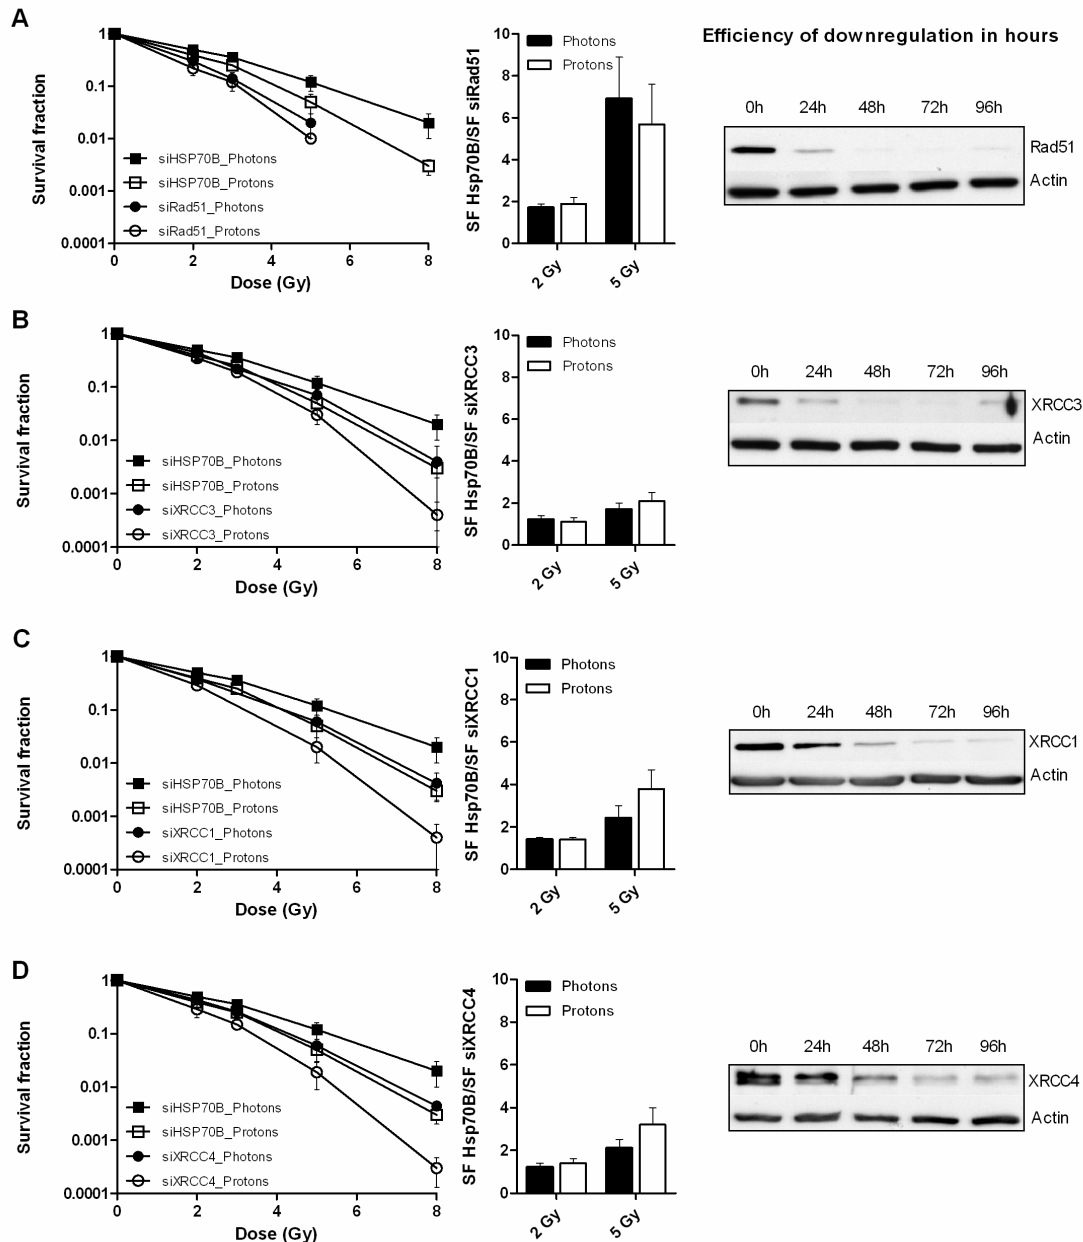 A
Survival fraction
1
0.1
0.01
0.001
0.0001
siHSP70B_Photons
siHSP70B_Protons
siRad51_Photons
siRad51_Protons
0 2 4 6 8
Dose (Gy)
SF Hsp70B/SF siRad51
10
8
6
4
2
0
Photons
Protons
2 Gy 5 Gy
Efficiency of downregulation in hours
0h 24h 48h 72h 96h
Rad51
Actin
B
Survival fraction
1
0.1
0.01
0.001
0.0001
siHSP70B_Photons
siHSP70B_Protons
siXRCC3_Photons
siXRCC3_Protons
0 2 4 6 8
Dose (Gy)
SF Hsp70B/SF siXRCC3
10
8
6
4
2
0
Photons
Protons
2 Gy 5 Gy
0h 24h 48h 72h 96h
XRCC3
Actin
C
Survival fraction
1
0.1
0.01
0.001
0.0001
siHSP70B_Photons
siHSP70B_Protons
siXRCC1_Photons
siXRCC1_Protons
0 2 4 6 8
Dose (Gy)
SF Hsp70B/SF siXRCC1
10
8
6
4
2
0
Photons
Protons
2 Gy 5 Gy
0h 24h 48h 72h 96h
XRCC1
Actin
D
Survival fraction
1
0.1
0.01
0.001
0.0001
siHSP70B_Photons
siHSP70B_Protons
siXRCC4_Photons
siXRCC4_Protons
0 2 4 6 8
Dose (Gy)
SF Hsp70B/SF siXRCC4
10
8
6
4
2
0
Photons
Protons
2 Gy 5 Gy
0h 24h 48h 72h 96h
XRCC4
Actin